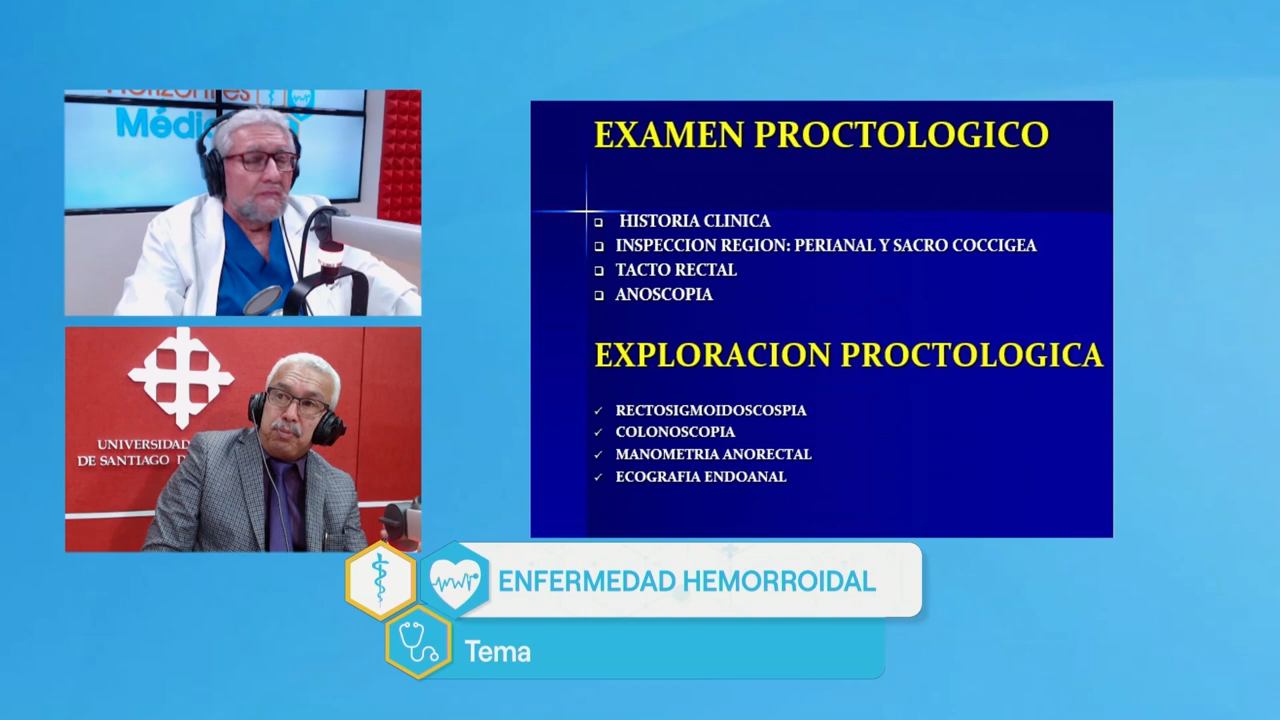 Horizontes
Médic
UNIVERSIDAD
DE SANTIAGO D
EXAMEN PROCTOLOGICO
HISTORIA CLINICA
INSPECCION REGION: PERIANAL Y SACRO COCCIGEA
TACTO RECTAL
ANOSCOPIA
EXPLORACION PROCTOLOGICA
RECTOSIGMOIDOSCOSPIA
COLONOSCOPIA
MANOMETRIA ANORECTAL
ECOGRAFIA ENDOANAL
ENFERMEDAD HEMORROIDAL
Tema